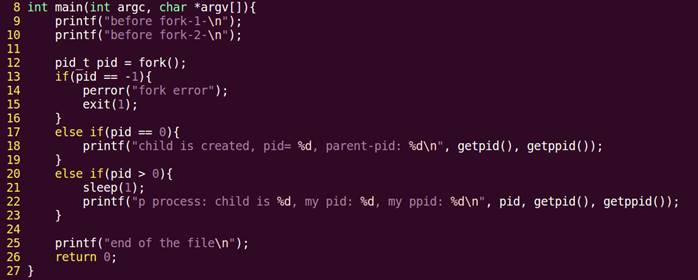 8 int main(int argc, char *argv[]){
9     printf("before fork-1-\n");
10     printf("before fork-2-\n");
11
12     pid_t pid = fork();
13     if(pid == -1){
14         perror("fork error");
15         exit(1);
16     }
17     else if(pid == 0){
18         printf("child is created, pid= %d, parent-pid: %d\n", getpid(), getppid());
19     }
20     else if(pid > 0){
21         sleep(1);
22         printf("p process: child is %d, my pid: %d, my ppid: %d\n", pid, getpid(), getppid());
23     }
24
25     printf("end of the file\n");
26     return 0;
27 }